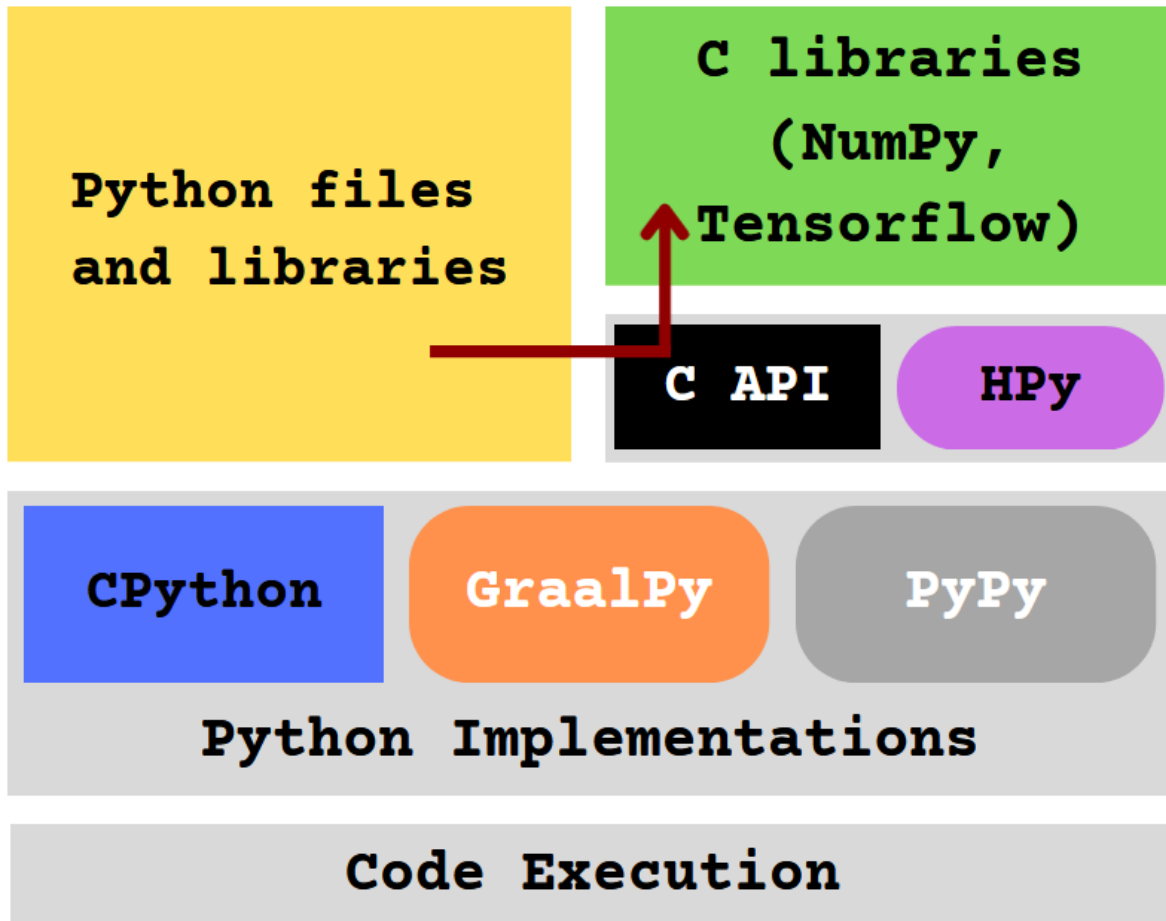 Python files
and libraries
C libraries
(NumPy,
Tensorflow)
C API
HPy
CPython
GraalPy
PyPy
Python Implementations
Code Execution